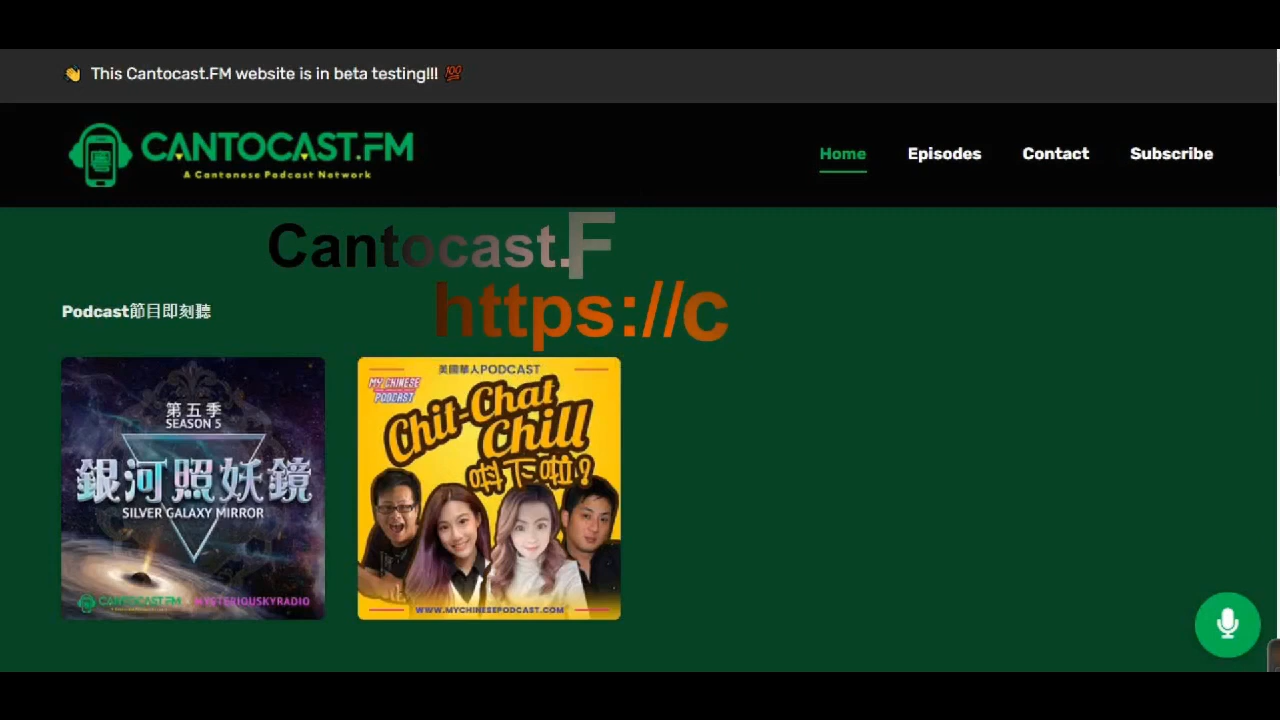 👋 This Cantocast.FM website is in beta testing!!! 💯
CANTOCAST.FM
A Cantonese Podcast Network
Home Episodes Contact Subscribe
Cantocast.F
https://c
Podcast節目即刻聽
第五季
SEASON 5
銀河照妖鏡
SILVER GALAXY MIRROR
CANTOCAST.FM MYSTERIOUSKYRADIO
美國華人PODCAST
MY CHINESE
PODCAST
Chit-Chat
Chill
唞下啦?
WWW.MYCHINESEPODCAST.COM